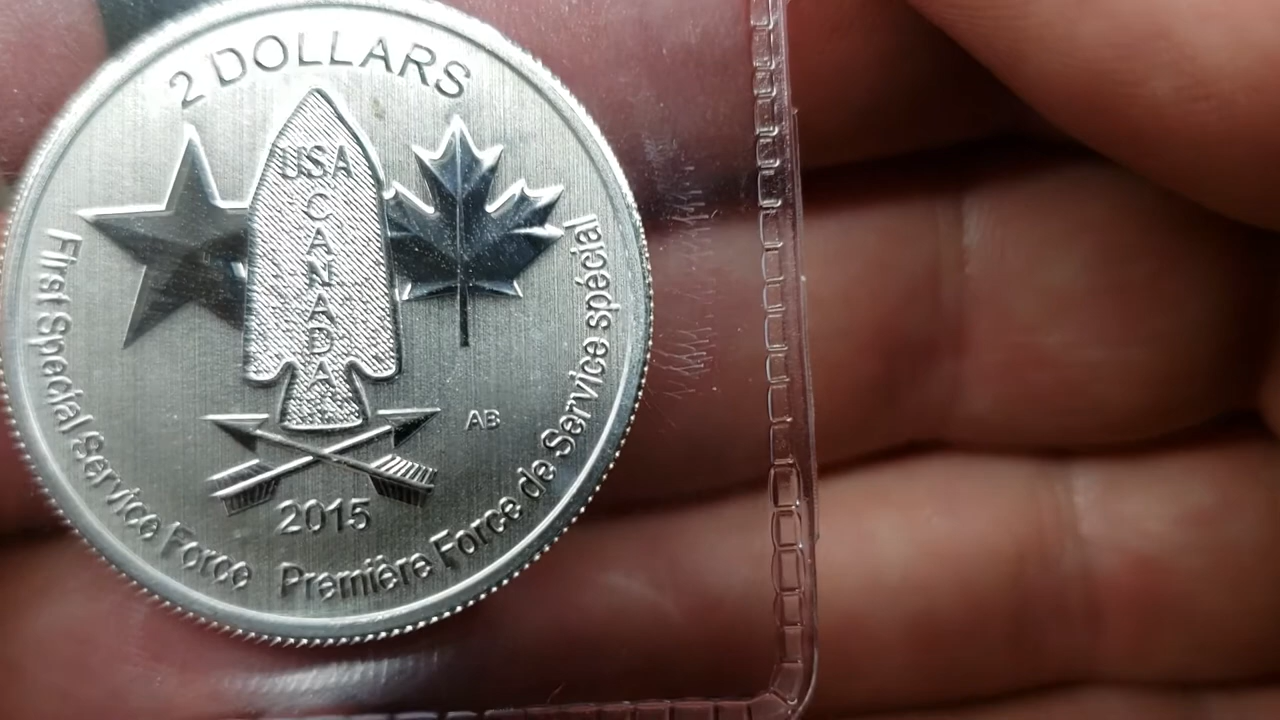 2 DOLLARS
USA
CANADA
AB
2015
First Special Service Force
Première Force de Service spécial